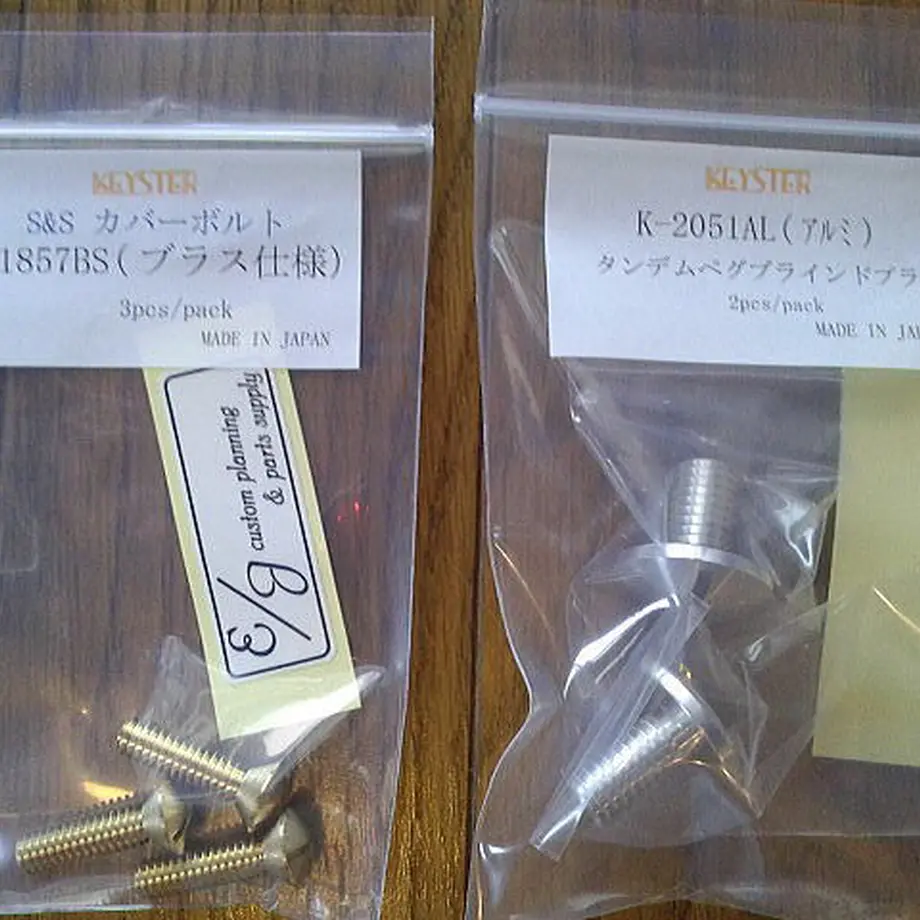 KEYSTER
S&S カバーボルト
1857BS(ブラス仕様)
3pcs/pack
MADE IN JAPAN
custom planning
& parts supply
ε/g
KEYSTER
K-2051AL(アルミ)
タンデムペグブラインドプラ
2pcs/pack
MADE IN JA